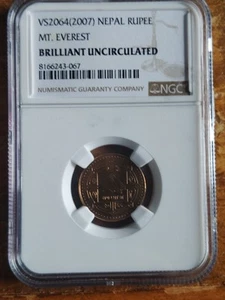 VS2064(2007) NEPAL RUPEE
MT. EVEREST
BRILLIANT UNCIRCULATED
8166243-067
NUMISMATIC GUARANTY COMPANY
NGC